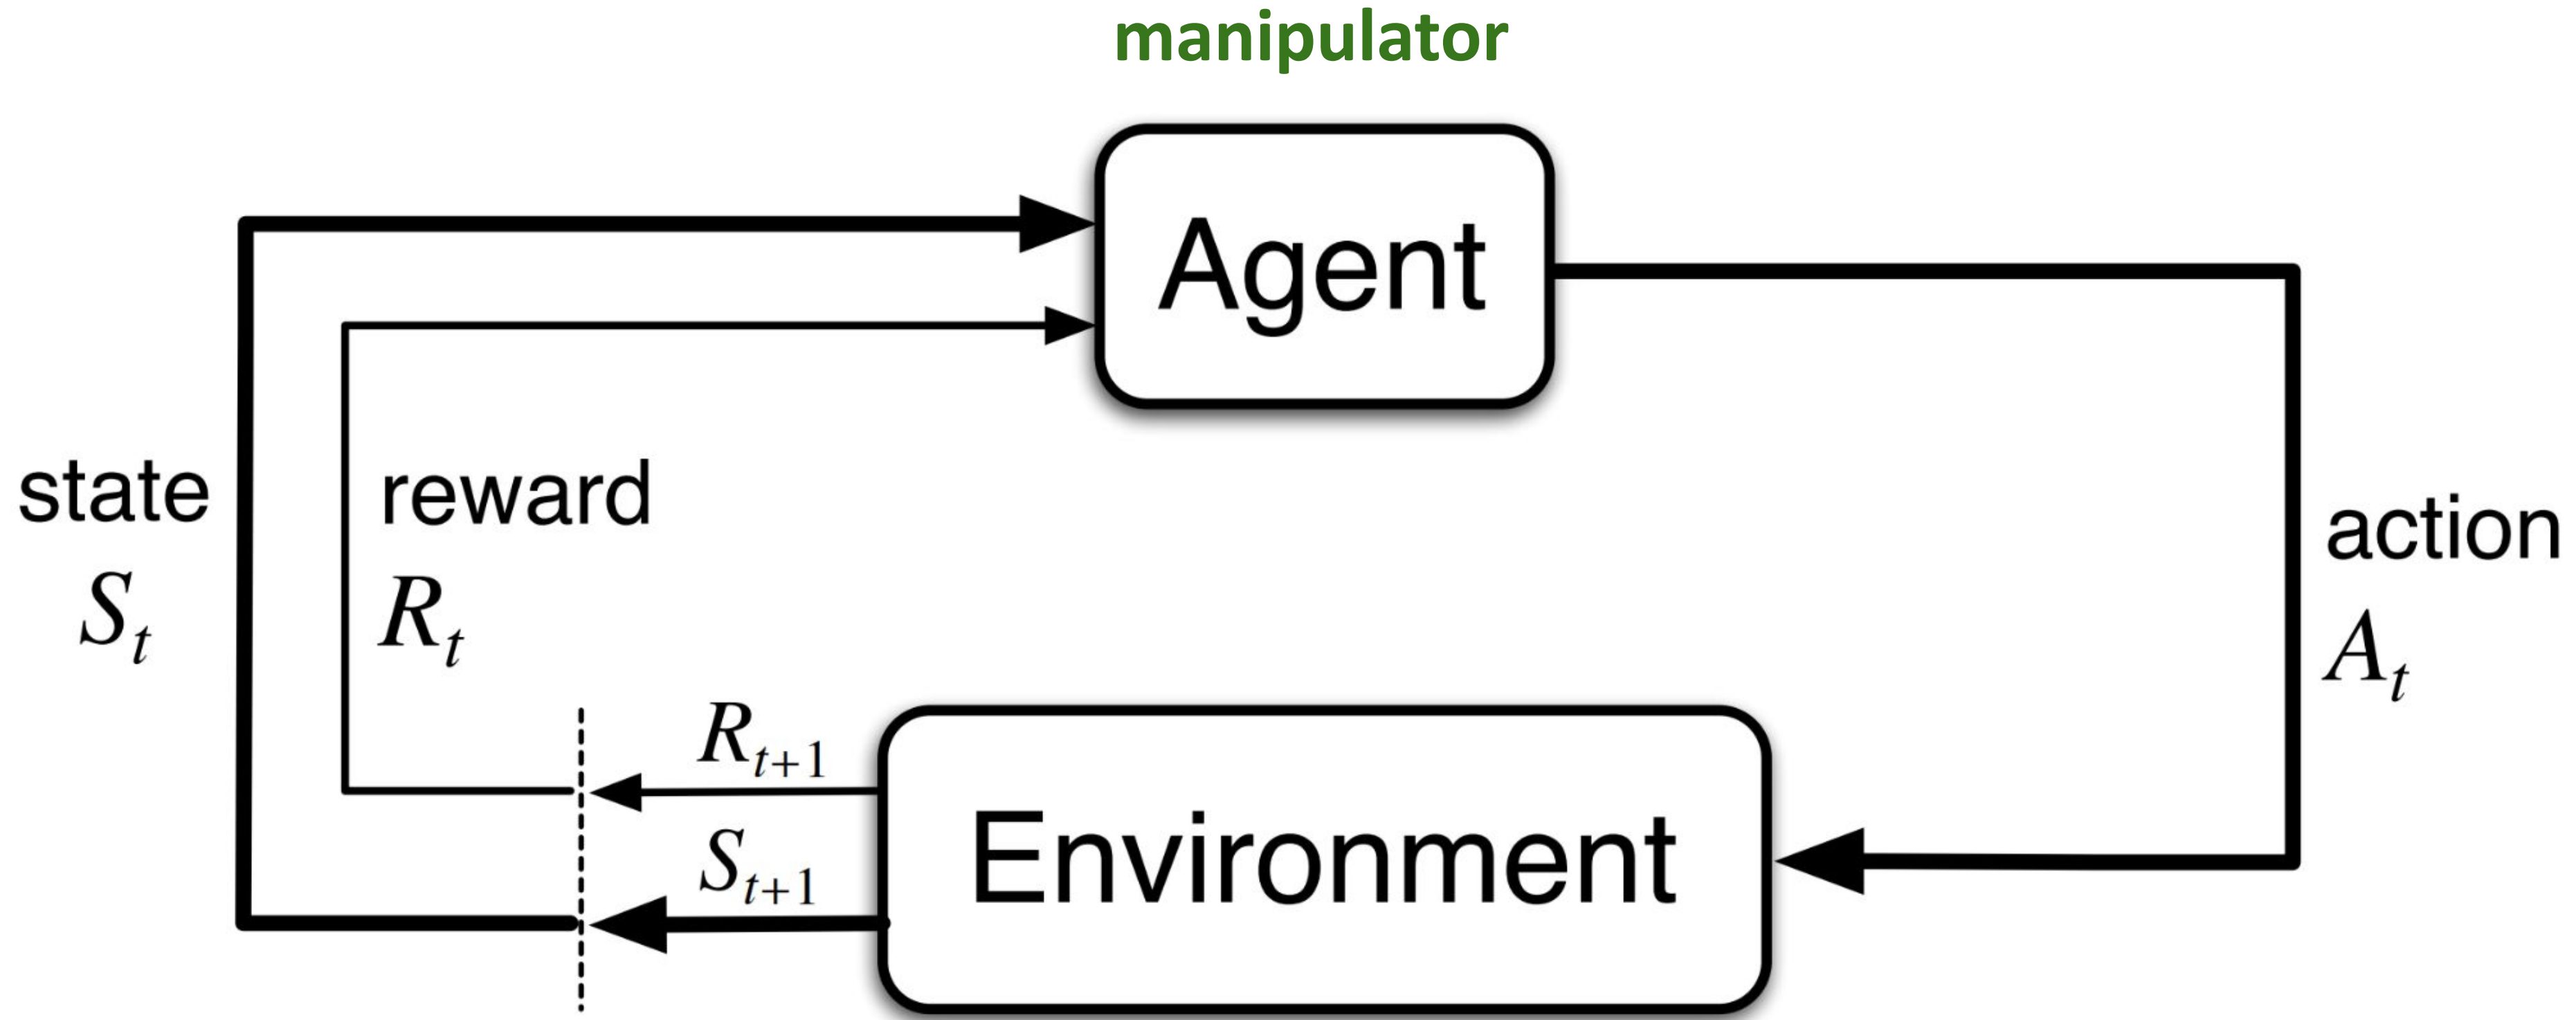 manipulator
Agent
state
S_t
reward
R_t
action
A_t
R_{t+1}
S_{t+1}
Environment